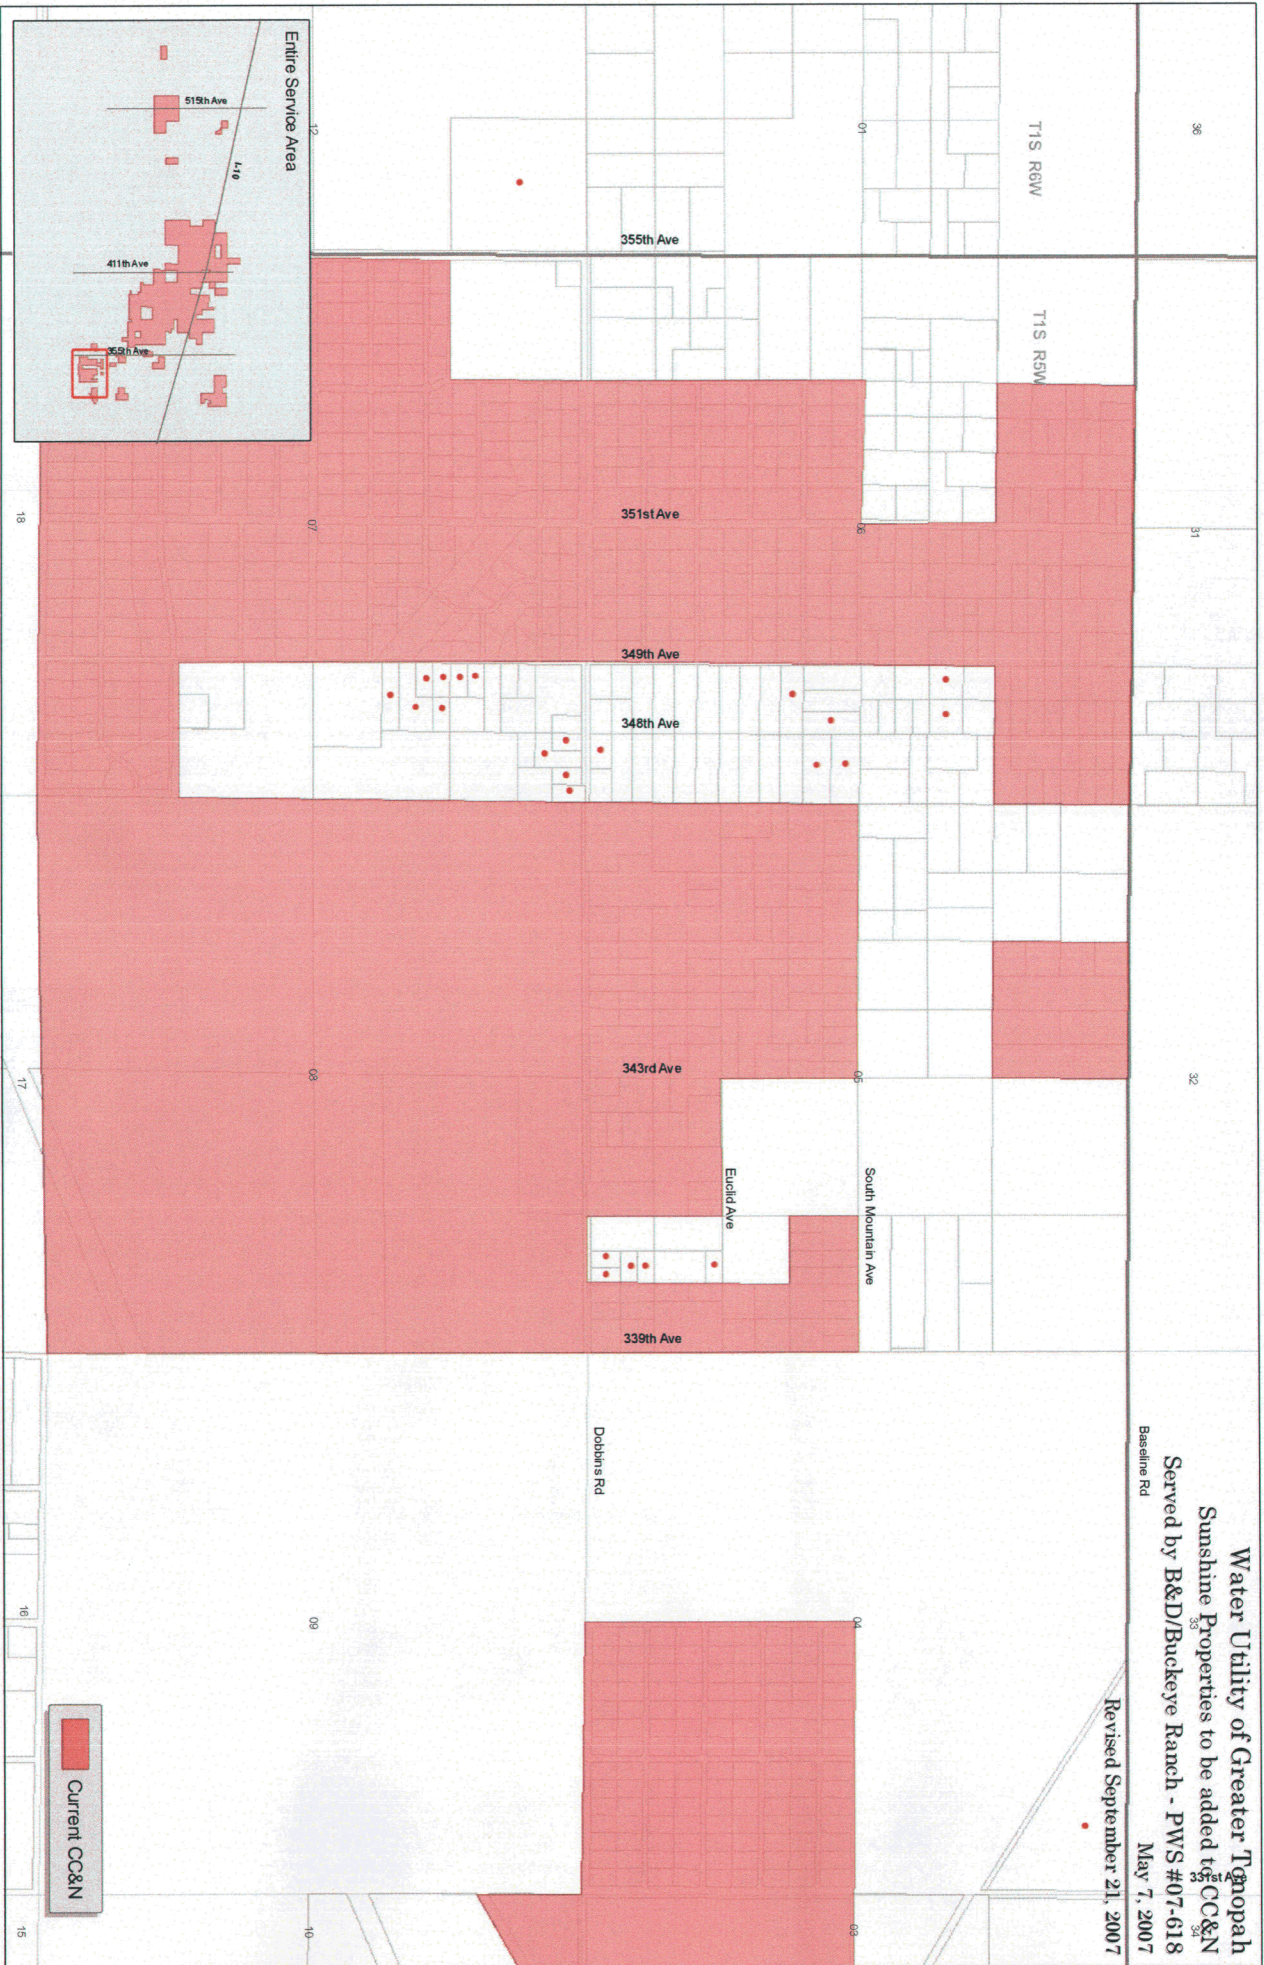 Water Utility of Greater Tonopah
Sunshine Properties to be added to CC&N
Served by B&D/Buckeye Ranch - PWS #07-618
May 7, 2007
Revised September 21, 2007
36
31
32
33
34
331st Ave
Baseline Rd
T1S R6W
T1S R5W
01
06
05
04
03
South Mountain Ave
Euclid Ave
355th Ave
351st Ave
349th Ave
348th Ave
343rd Ave
339th Ave
Dobbins Rd
12
07
08
09
10
18
17
16
15
Entire Service Area
515th Ave
I-10
411th Ave
355th Ave
Current CC&N